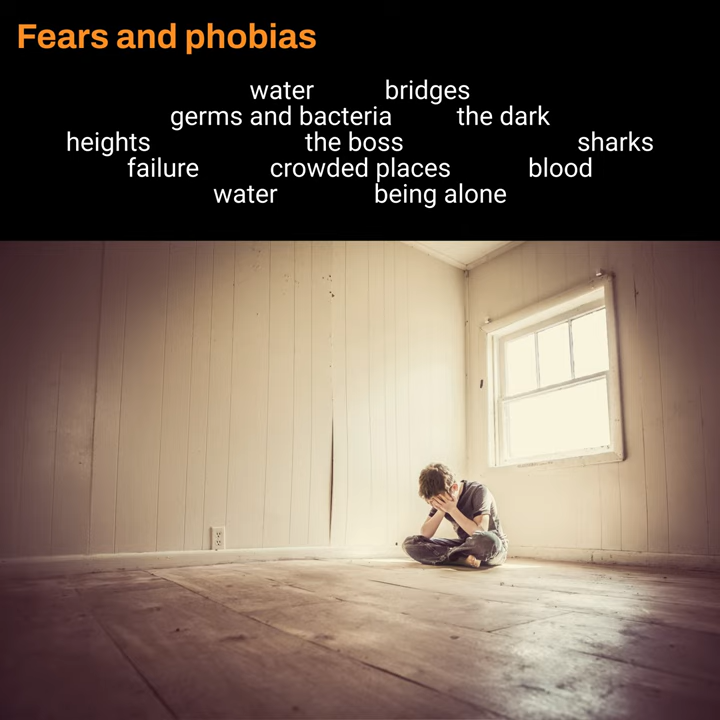 Fears and phobias
water bridges
germs and bacteria the dark
heights the boss sharks
failure crowded places blood
water being alone